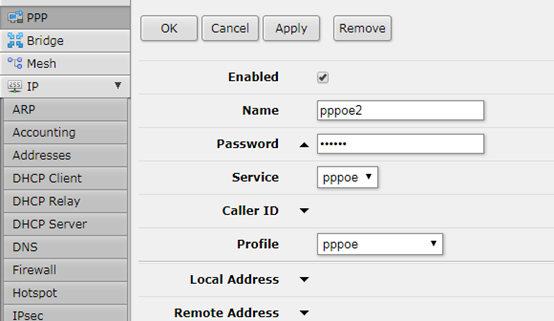 PPP
Bridge
Mesh
IP
ARP
Accounting
Addresses
DHCP Client
DHCP Relay
DHCP Server
DNS
Firewall
Hotspot
IPsec
OK Cancel Apply Remove
Enabled
Name pppoe2
Password ••••••
Service pppoe
Caller ID
Profile pppoe
Local Address
Remote Address